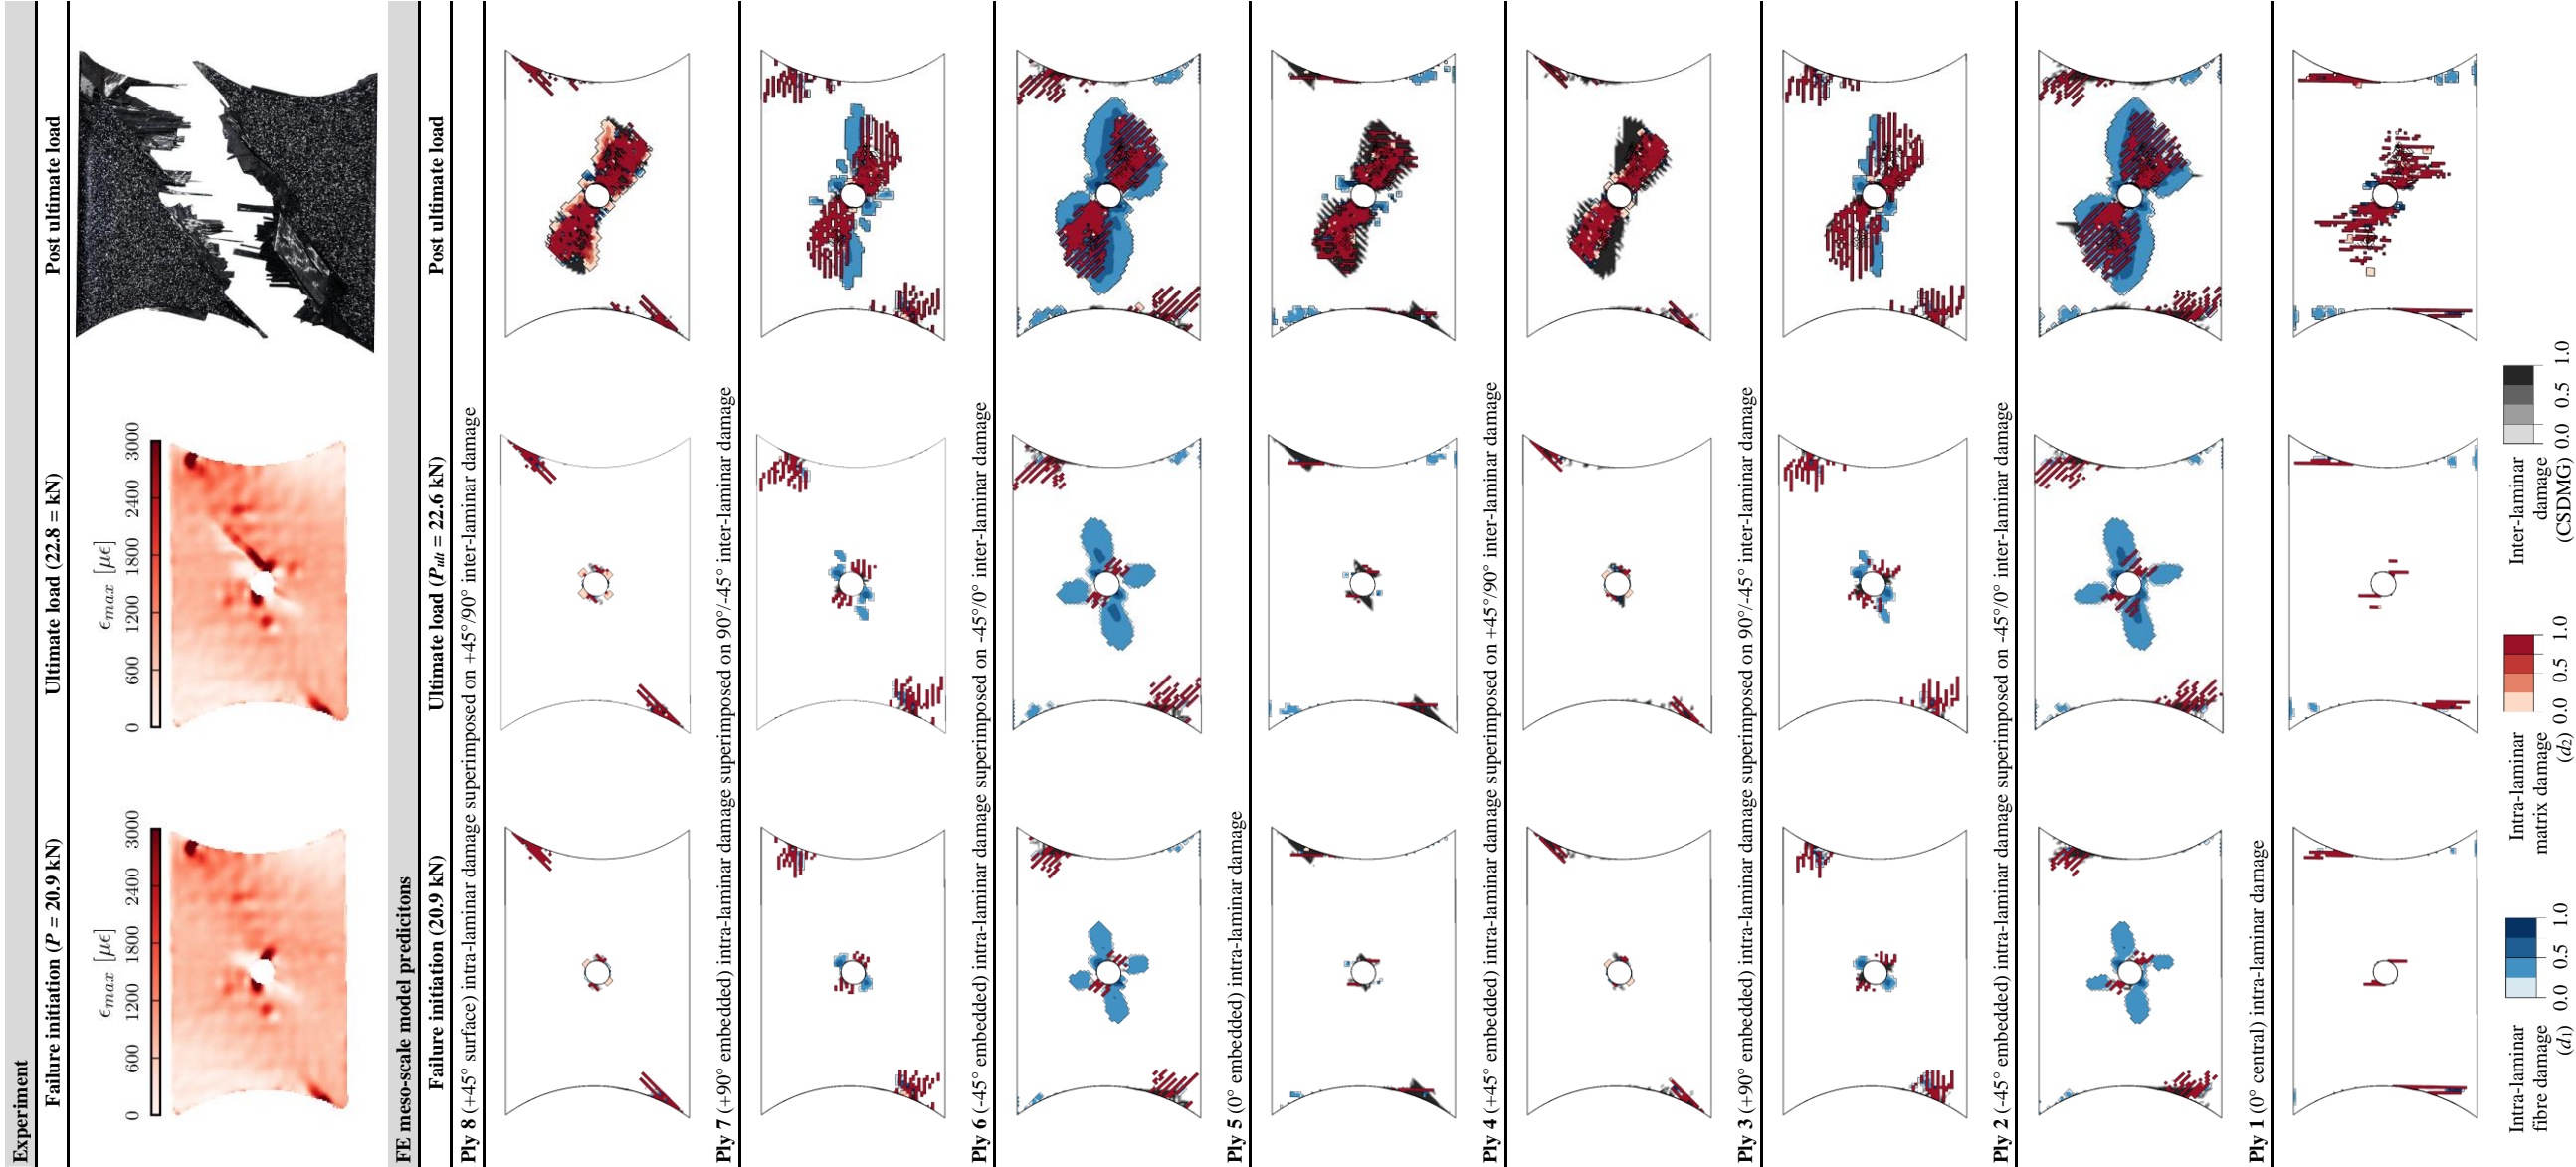 Experiment
Failure initiation (P = 20.9 kN) Ultimate load (22.8 = kN) Post ultimate load
ϵmax [με] ϵmax [με]
0 600 1200 1800 2400 3000 0 600 1200 1800 2400 3000
FE meso-scale model predicitons
Failure initiation (20.9 kN) Ultimate load (Pult = 22.6 kN) Post ultimate load
Ply 8 (+45° surface) intra-laminar damage superimposed on +45°/90° inter-laminar damage
Ply 7 (+90° embedded) intra-laminar damage superimposed on 90°/-45° inter-laminar damage
Ply 6 (-45° embedded) intra-laminar damage superimposed on -45°/0° inter-laminar damage
Ply 5 (0° embedded) intra-laminar damage
Ply 4 (+45° embedded) intra-laminar damage superimposed on +45°/90° inter-laminar damage
Ply 3 (+90° embedded) intra-laminar damage superimposed on 90°/-45° inter-laminar damage
Ply 2 (-45° embedded) intra-laminar damage superimposed on -45°/0° inter-laminar damage
Ply 1 (0° central) intra-laminar damage
Intra-laminar
fibre damage
(d1)
0.0 0.5 1.0
Intra-laminar
matrix damage
(d2)
0.0 0.5 1.0
Inter-laminar
damage
(CSDMG)
0.0 0.5 1.0